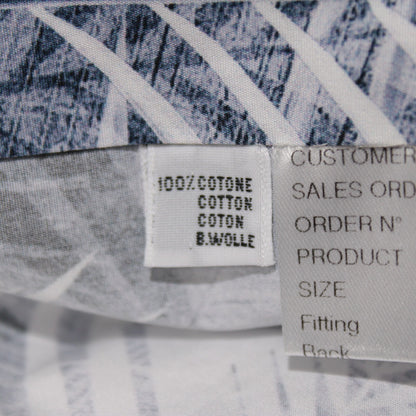 100% COTONE
COTTON
COTON
B.WOLLE
CUSTOMER
SALES ORD
ORDER N°
PRODUCT
SIZE
Fitting
Back